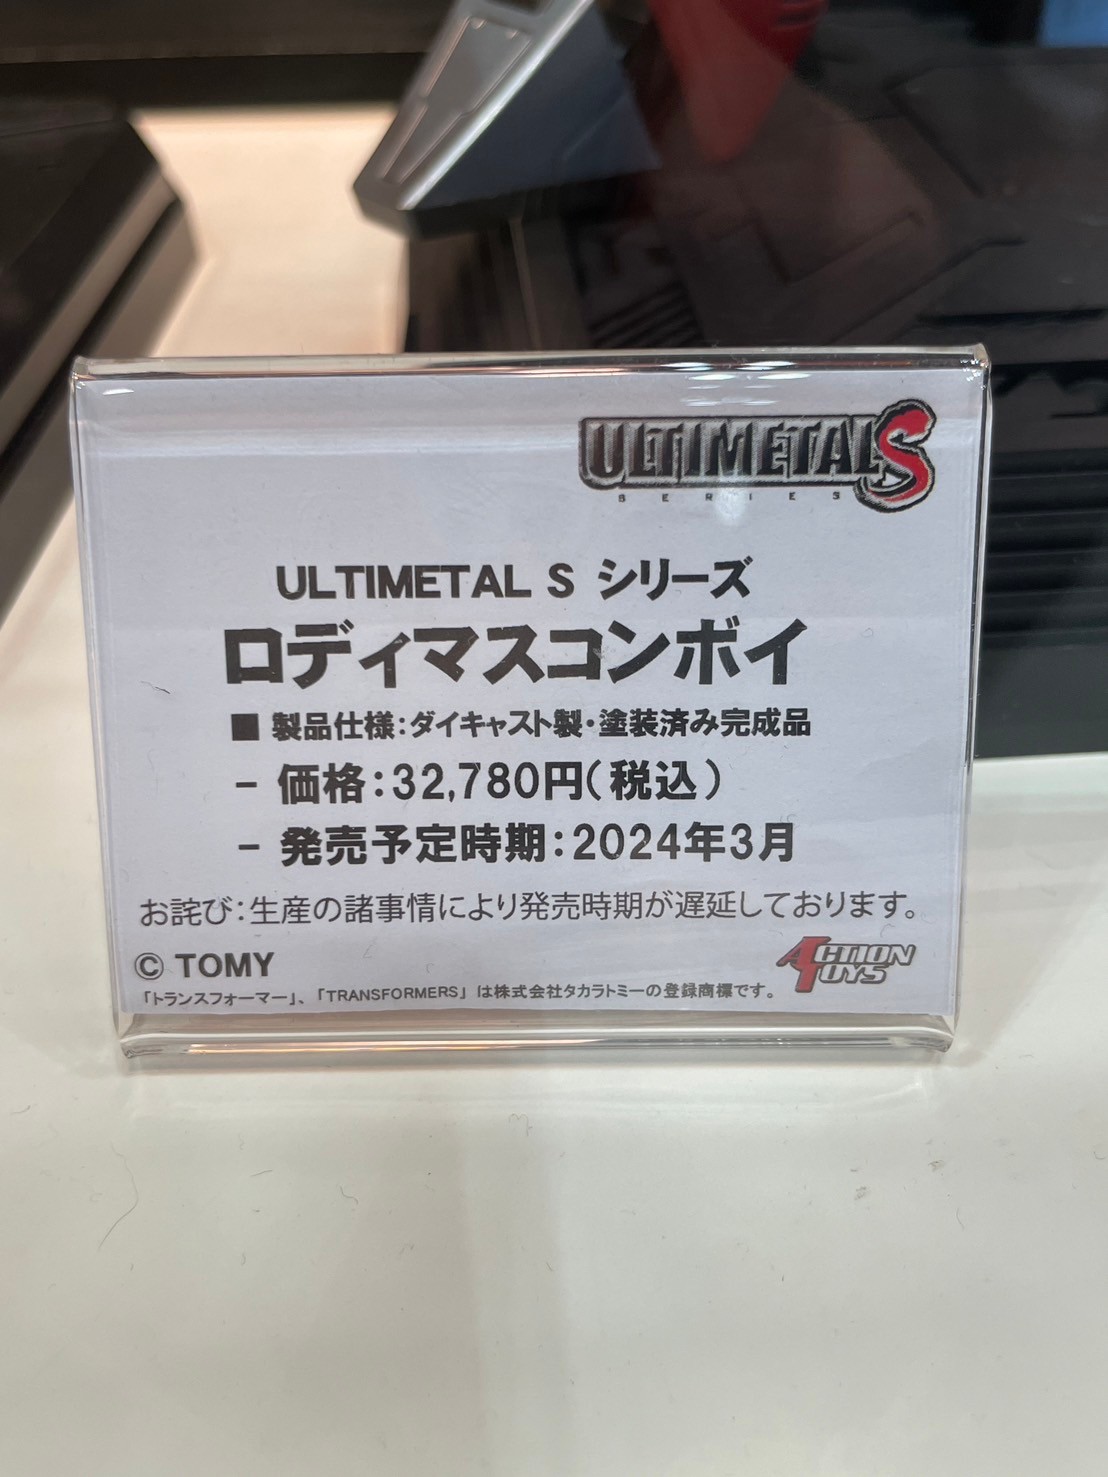 ULTIMETAL S
SERIES
ULTIMETAL S シリーズ
ロディマスコンボイ
■ 製品仕様：ダイキャスト製・塗装済み完成品
- 価格：32,780円（税込）
- 発売予定時期：2024年3月
お詫び：生産の諸事情により発売時期が遅延しております。
© TOMY
ACTION TOYS
「トランスフォーマー」、「TRANSFORMERS」は株式会社タカラトミーの登録商標です。